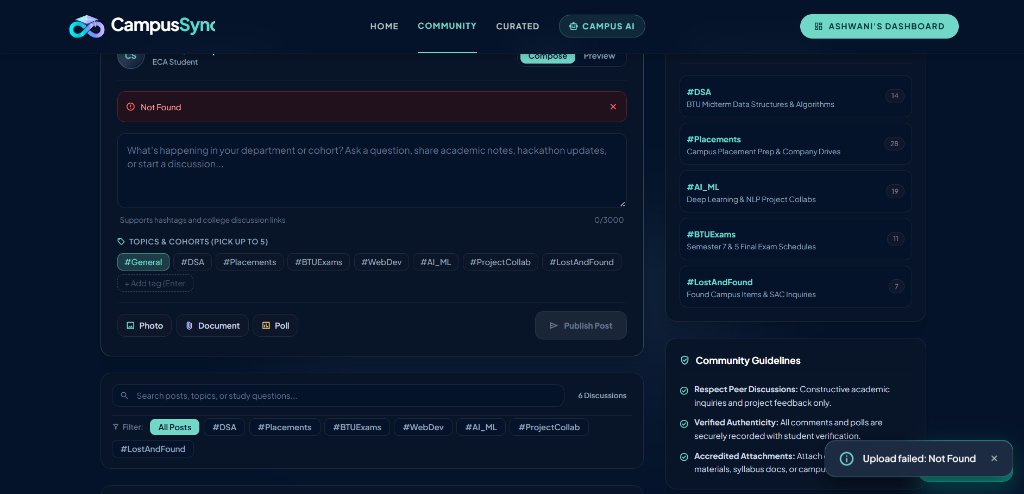 CampusSync
HOME
COMMUNITY
CURATED
CAMPUS AI
ASHWANI'S DASHBOARD
CS
ECA Student
Compose
Preview
Not Found
What's happening in your department or cohort? Ask a question, share academic notes, hackathon updates,
or start a discussion...
Supports hashtags and college discussion links
0/3000
TOPICS & COHORTS (PICK UP TO 5)
#General
#DSA
#Placements
#BTUExams
#WebDev
#AI_ML
#ProjectCollab
#LostAndFound
+ Add tag (Enter
Photo
Document
Poll
Publish Post
Search posts, topics, or study questions...
6 Discussions
Filter:
All Posts
#DSA
#Placements
#BTUExams
#WebDev
#AI_ML
#ProjectCollab
#LostAndFound
#DSA
14
BTU Midterm Data Structures & Algorithms
#Placements
28
Campus Placement Prep & Company Drives
#AI_ML
19
Deep Learning & NLP Project Collabs
#BTUExams
11
Semester 7 & 5 Final Exam Schedules
#LostAndFound
7
Found Campus Items & SAC Inquiries
Community Guidelines
Respect Peer Discussions: Constructive academic
inquiries and project feedback only.
Verified Authenticity: All comments and polls are
securely recorded with student verification.
Accredited Attachments: Attach
materials, syllabus docs, or campu
Upload failed: Not Found